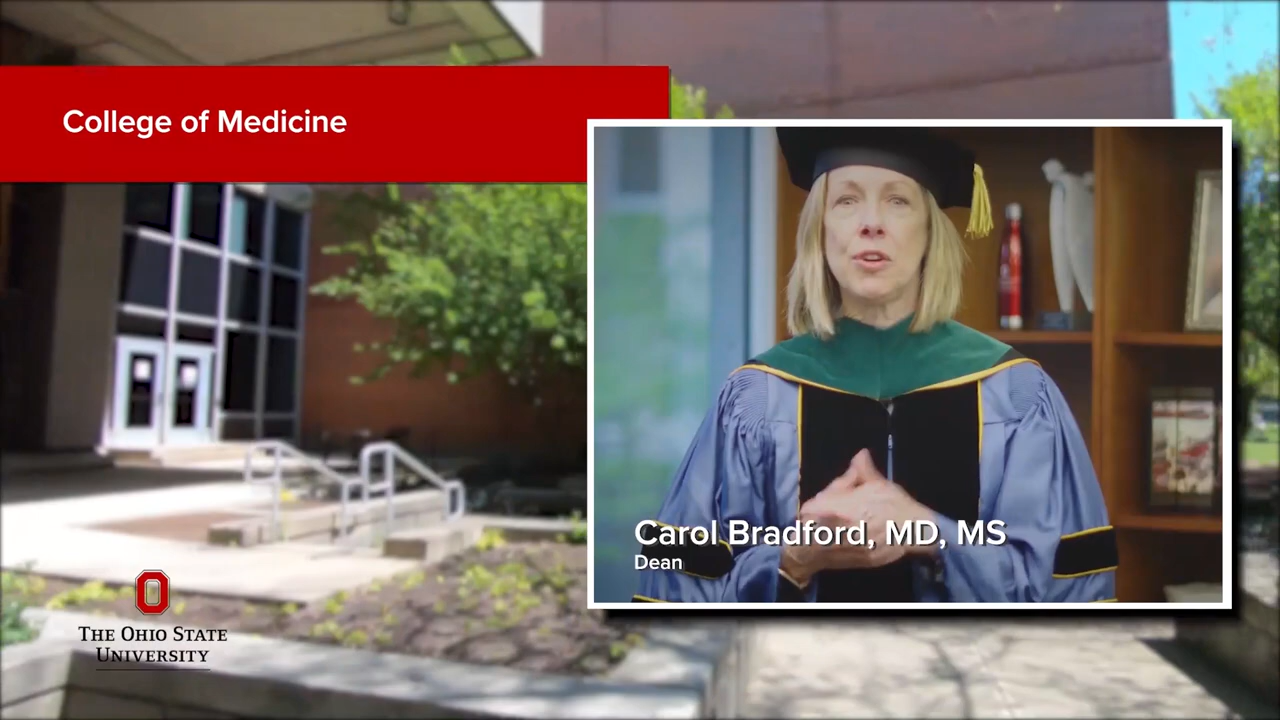 College of Medicine
Carol Bradford, MD, MS
Dean
The Ohio State
University